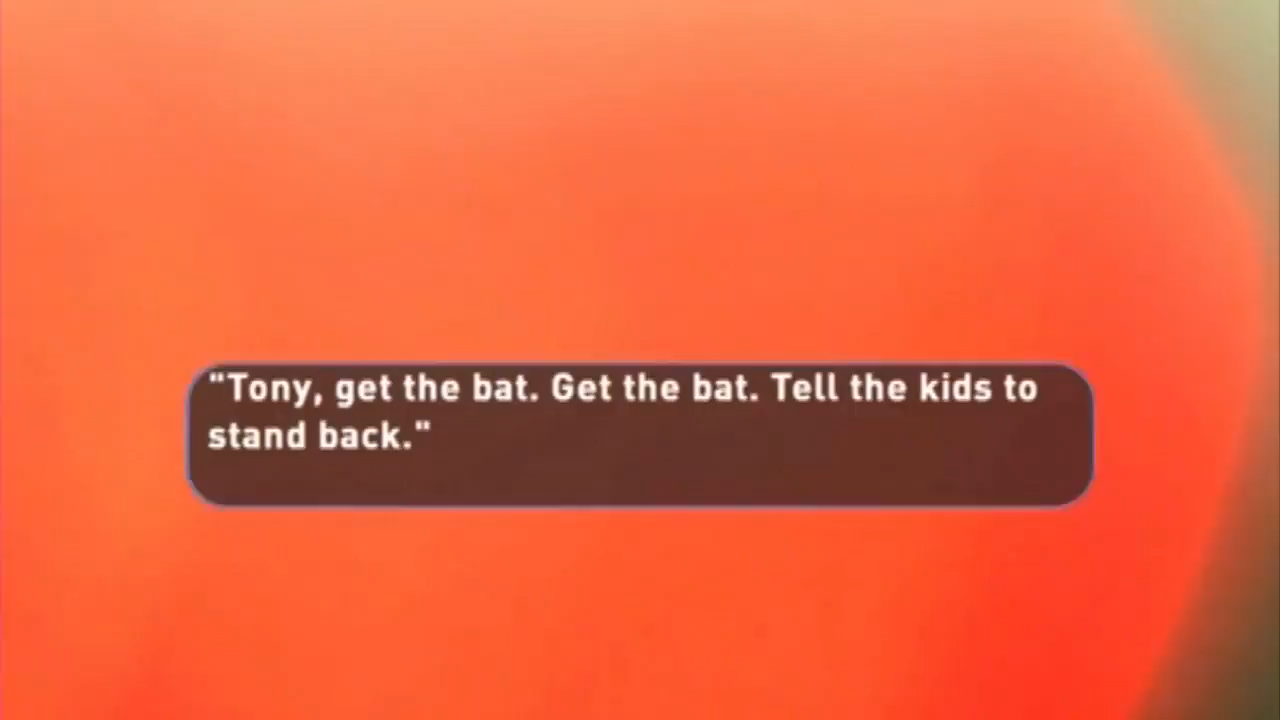 "Tony, get the bat. Get the bat. Tell the kids to
stand back."